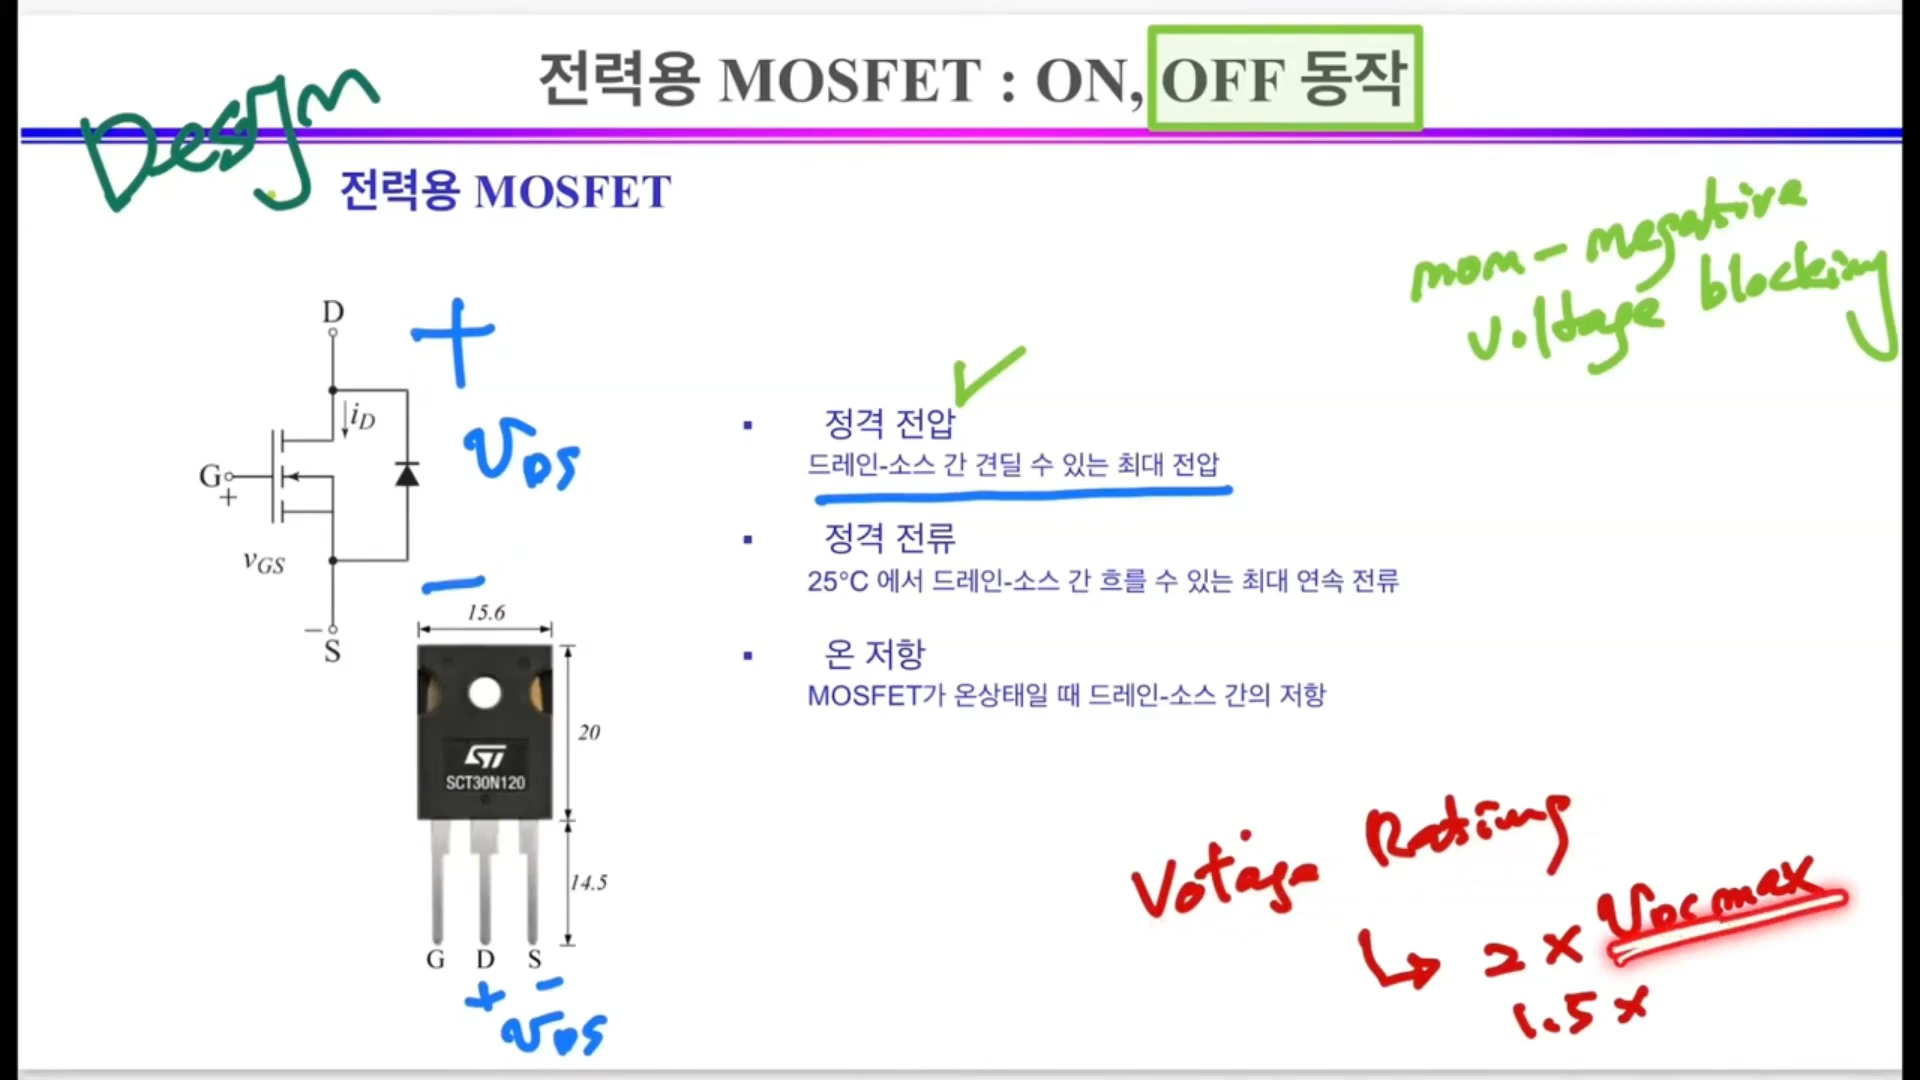 전력용 MOSFET : ON, OFF 동작
Design
전력용 MOSFET
non-negative
voltage blocking
D
+
iD
vDS
G
+
vGS
−
− S
정격 전압
드레인-소스 간 견딜 수 있는 최대 전압
정격 전류
25°C 에서 드레인-소스 간 흐를 수 있는 최대 연속 전류
온 저항
MOSFET가 온상태일 때 드레인-소스 간의 저항
15.6
20
ST
SCT30N120
14.5
G D S
+ −
vDS
Votage Rating
↳ 2 × VDCmax
1.5 ×